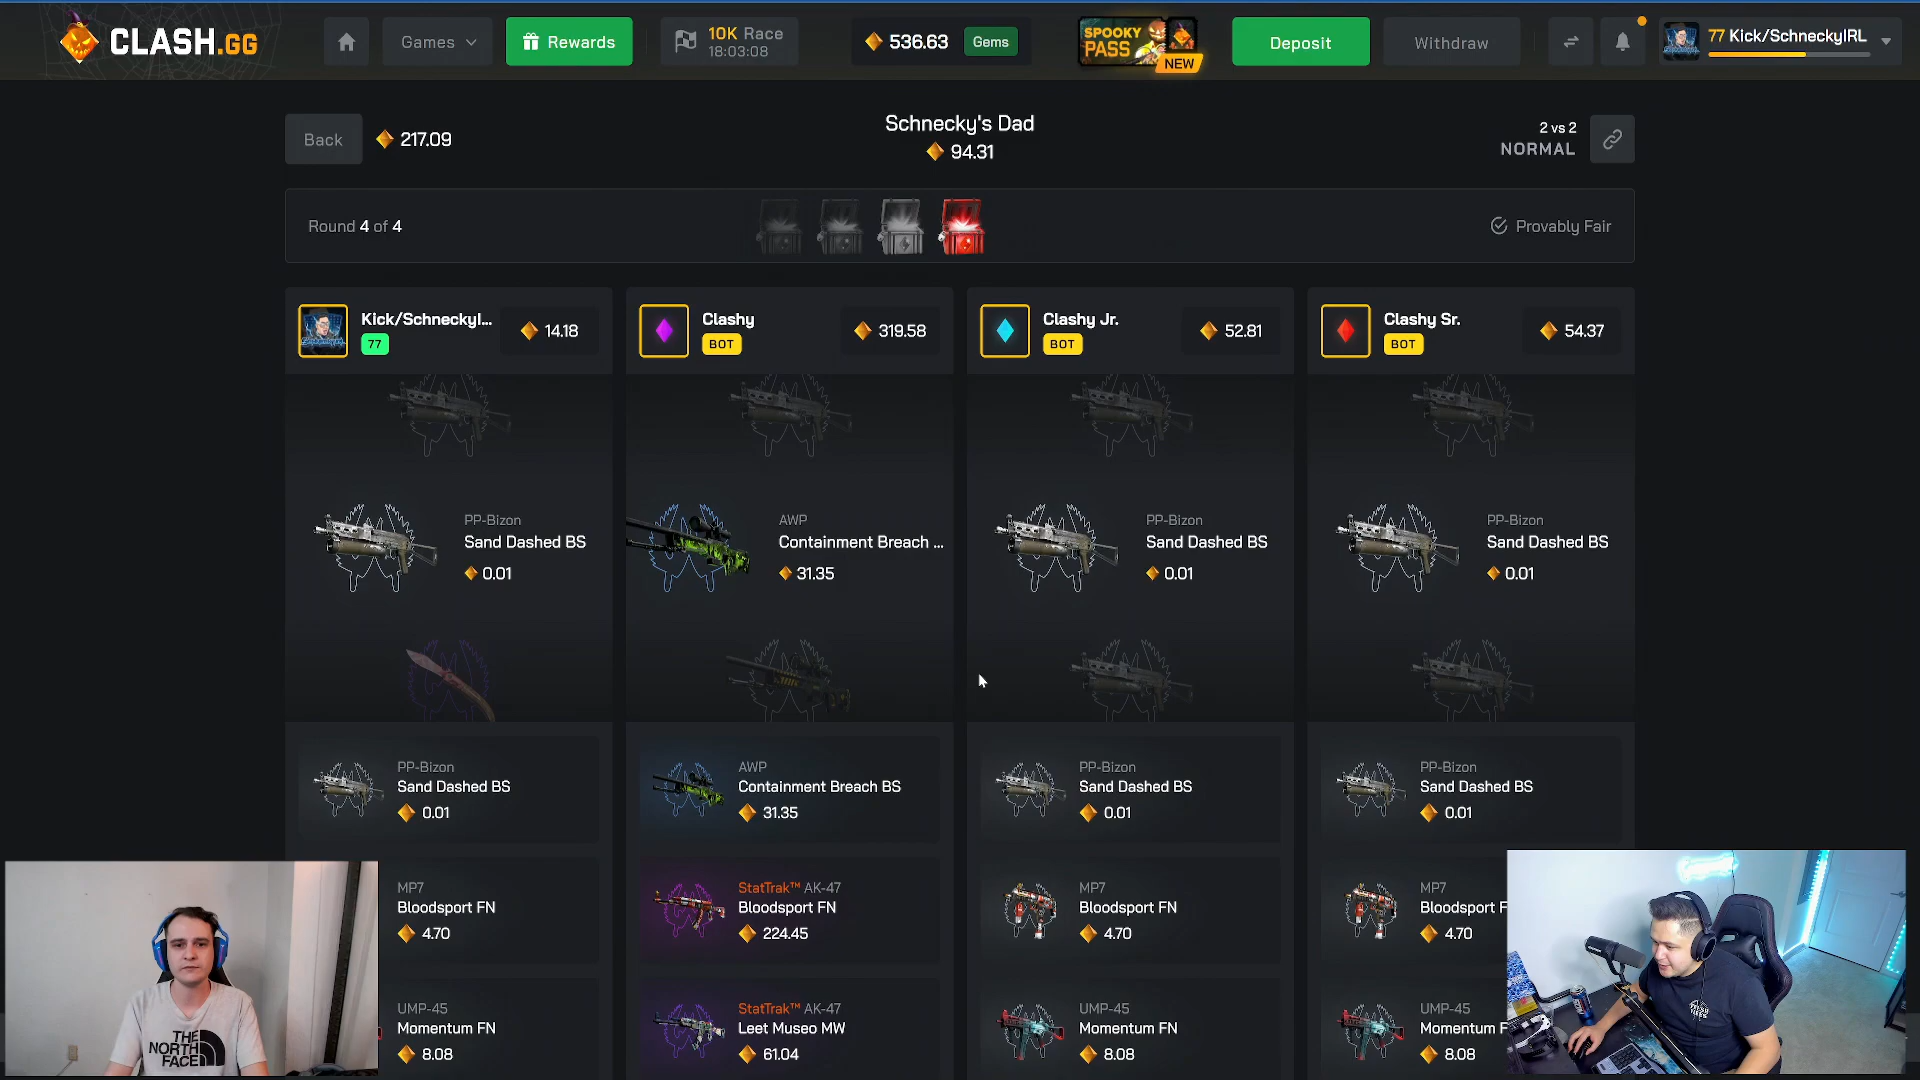 CLASH.GG
Games
Rewards
10K Race
18:03:08
536.63
Gems
SPOOKY
PASS
NEW
Deposit
Withdraw
77 Kick/SchneckyIRL
Back
217.09
Schnecky's Dad
94.31
2 vs 2
NORMAL
Round 4 of 4
Provably Fair
Kick/SchneckyI...
77
14.18
Clashy
BOT
319.58
Clashy Jr.
BOT
52.81
Clashy Sr.
BOT
54.37
PP-Bizon
Sand Dashed BS
0.01
AWP
Containment Breach ...
31.35
PP-Bizon
Sand Dashed BS
0.01
PP-Bizon
Sand Dashed BS
0.01
PP-Bizon
Sand Dashed BS
0.01
AWP
Containment Breach BS
31.35
PP-Bizon
Sand Dashed BS
0.01
PP-Bizon
Sand Dashed BS
0.01
MP7
Bloodsport FN
4.70
StatTrak™ AK-47
Bloodsport FN
224.45
MP7
Bloodsport FN
4.70
MP7
Bloodsport F
4.70
UMP-45
Momentum FN
8.08
StatTrak™ AK-47
Leet Museo MW
61.04
UMP-45
Momentum FN
8.08
UMP-45
Momentum F
8.08
THE
NORTH
FACE